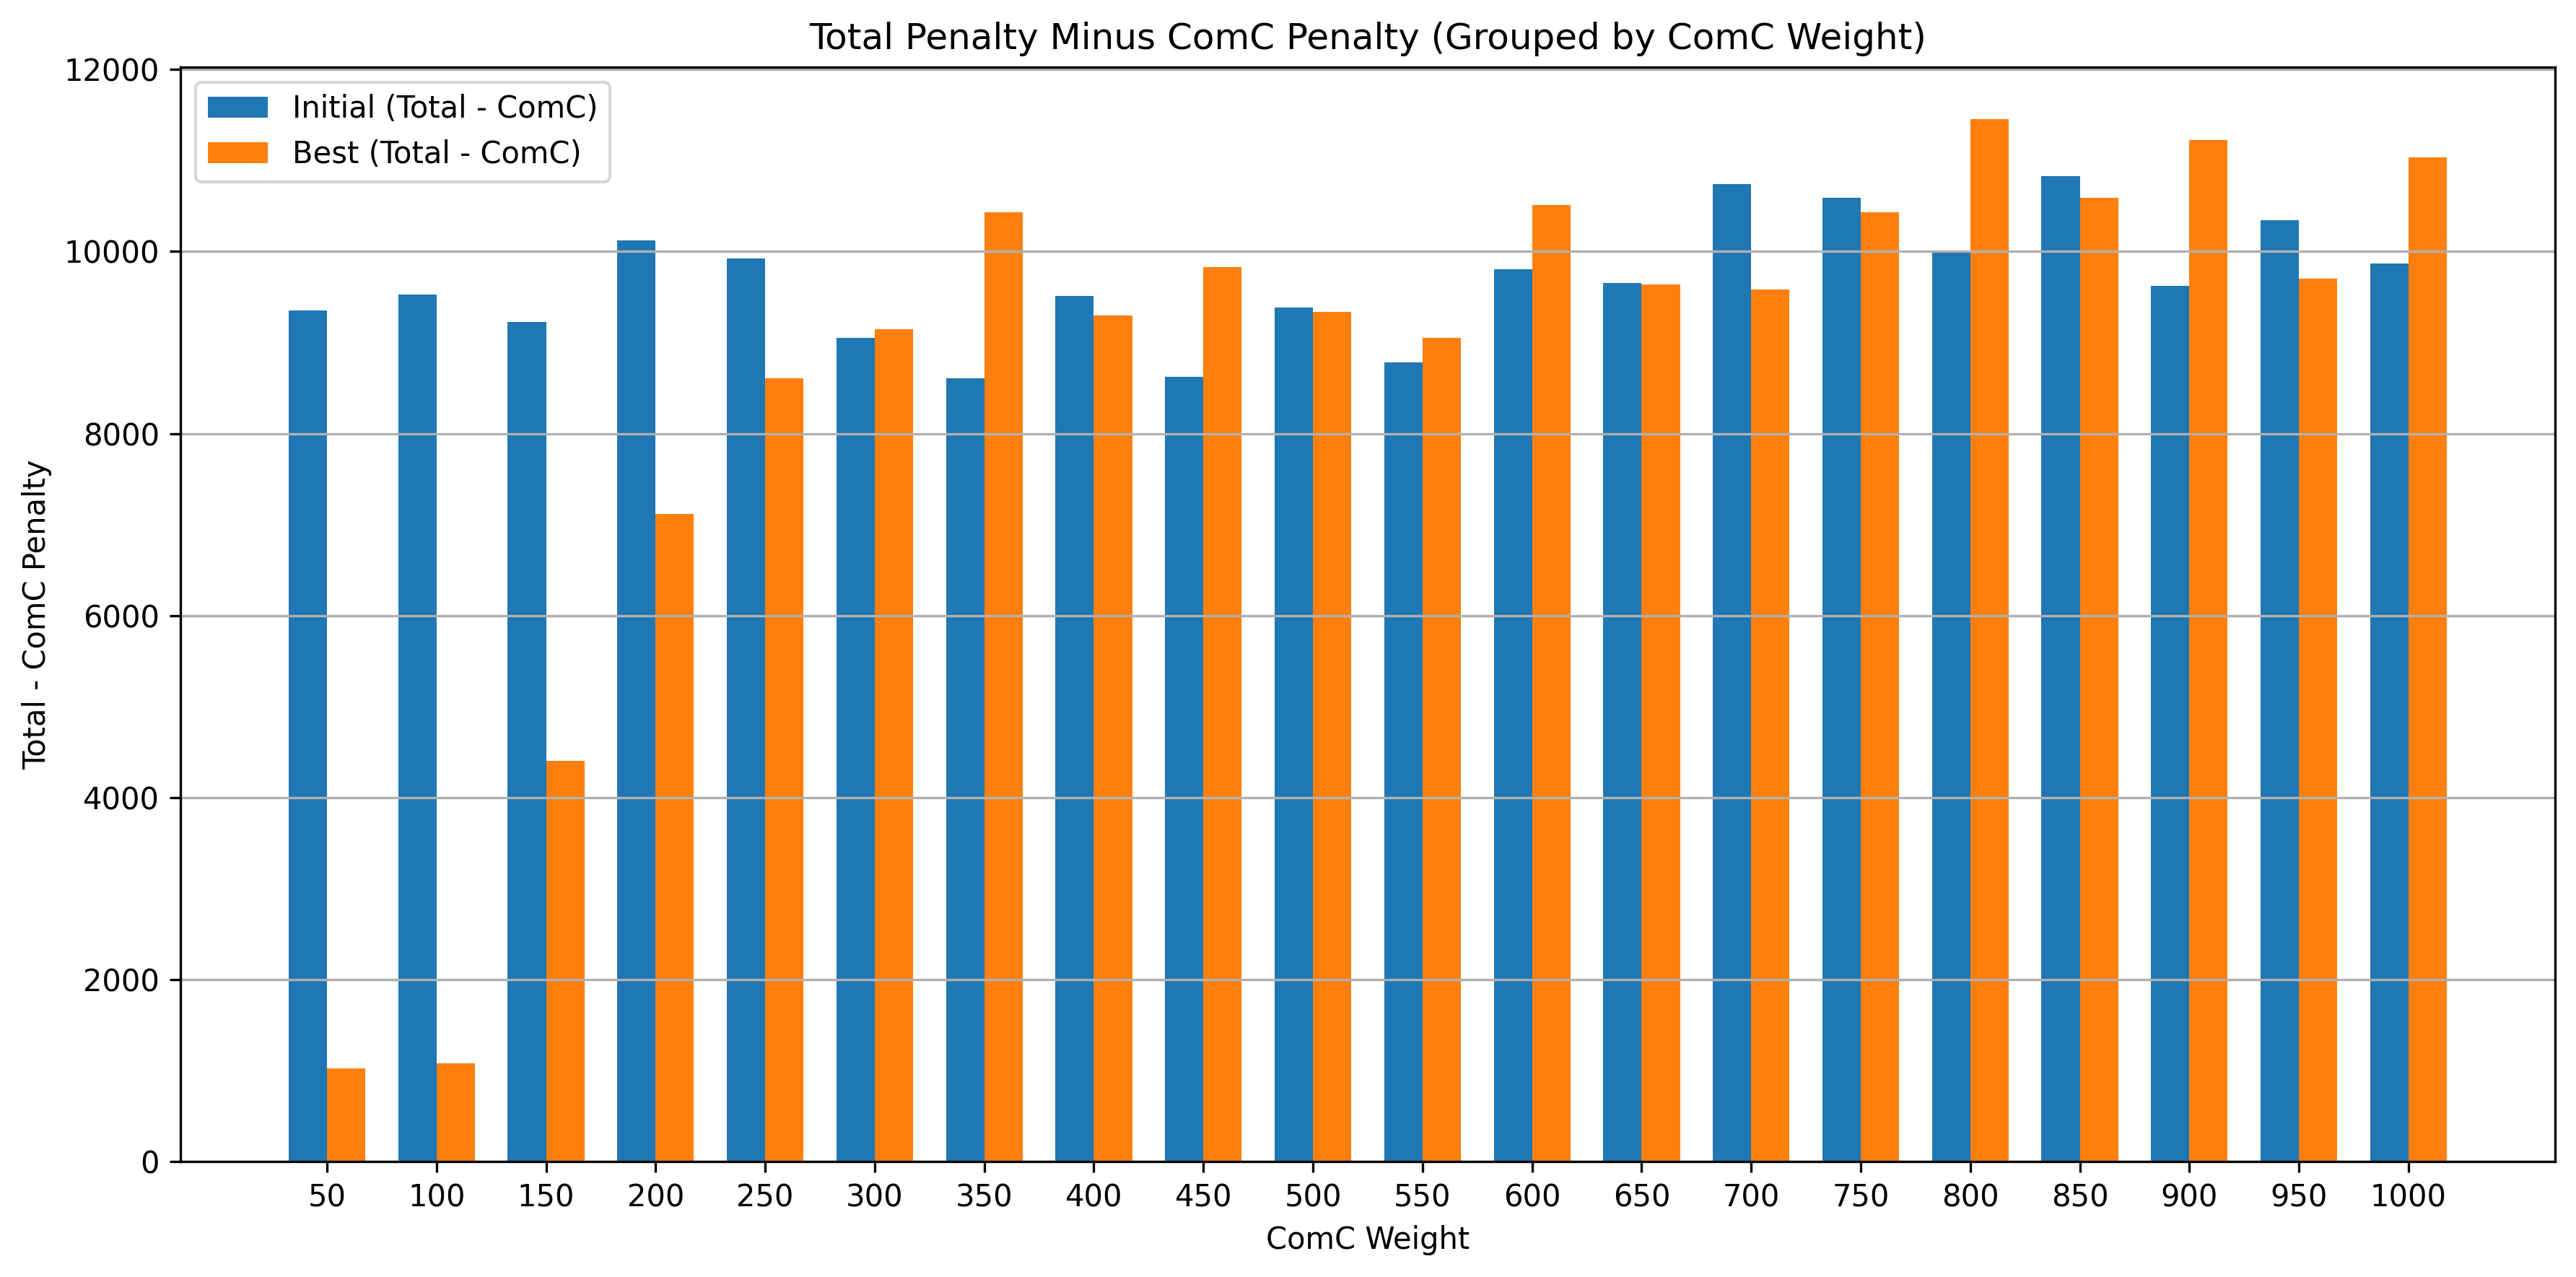 Total Penalty Minus ComC Penalty (Grouped by ComC Weight)
Initial (Total - ComC)
Best (Total - ComC)
Total - ComC Penalty
12000
10000
8000
6000
4000
2000
0
50 100 150 200 250 300 350 400 450 500 550 600 650 700 750 800 850 900 950 1000
ComC Weight